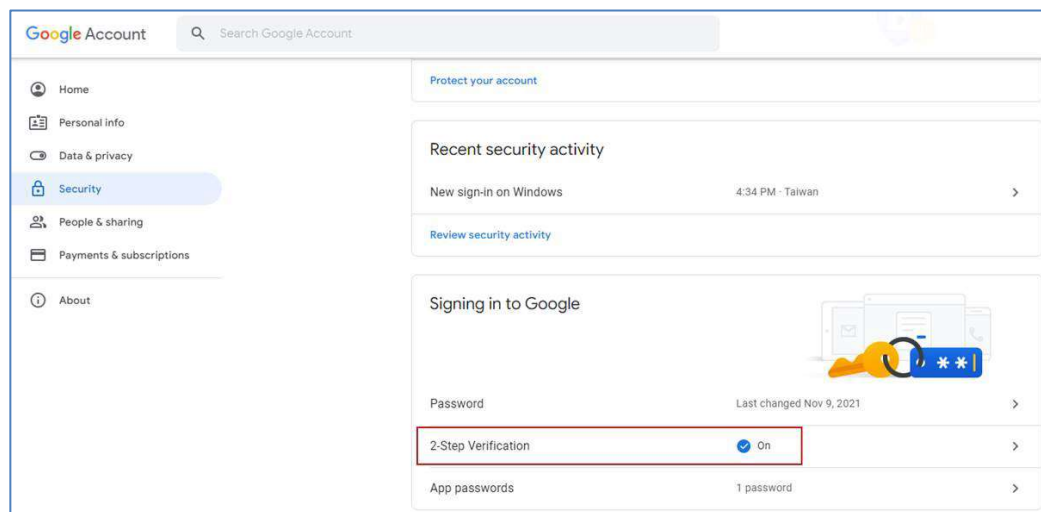 Google Account
Search Google Account
Home
Personal info
Data & privacy
Security
People & sharing
Payments & subscriptions
About
Protect your account
Recent security activity
New sign-in on Windows 4:34 PM · Taiwan
Review security activity
Signing in to Google
**
Password Last changed Nov 9, 2021
2-Step Verification On
App passwords 1 password